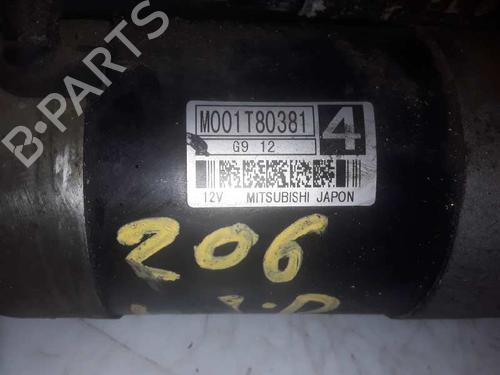 B-PARTS
M001T80381 4
G9 12
12V MITSUBISHI JAPON
206